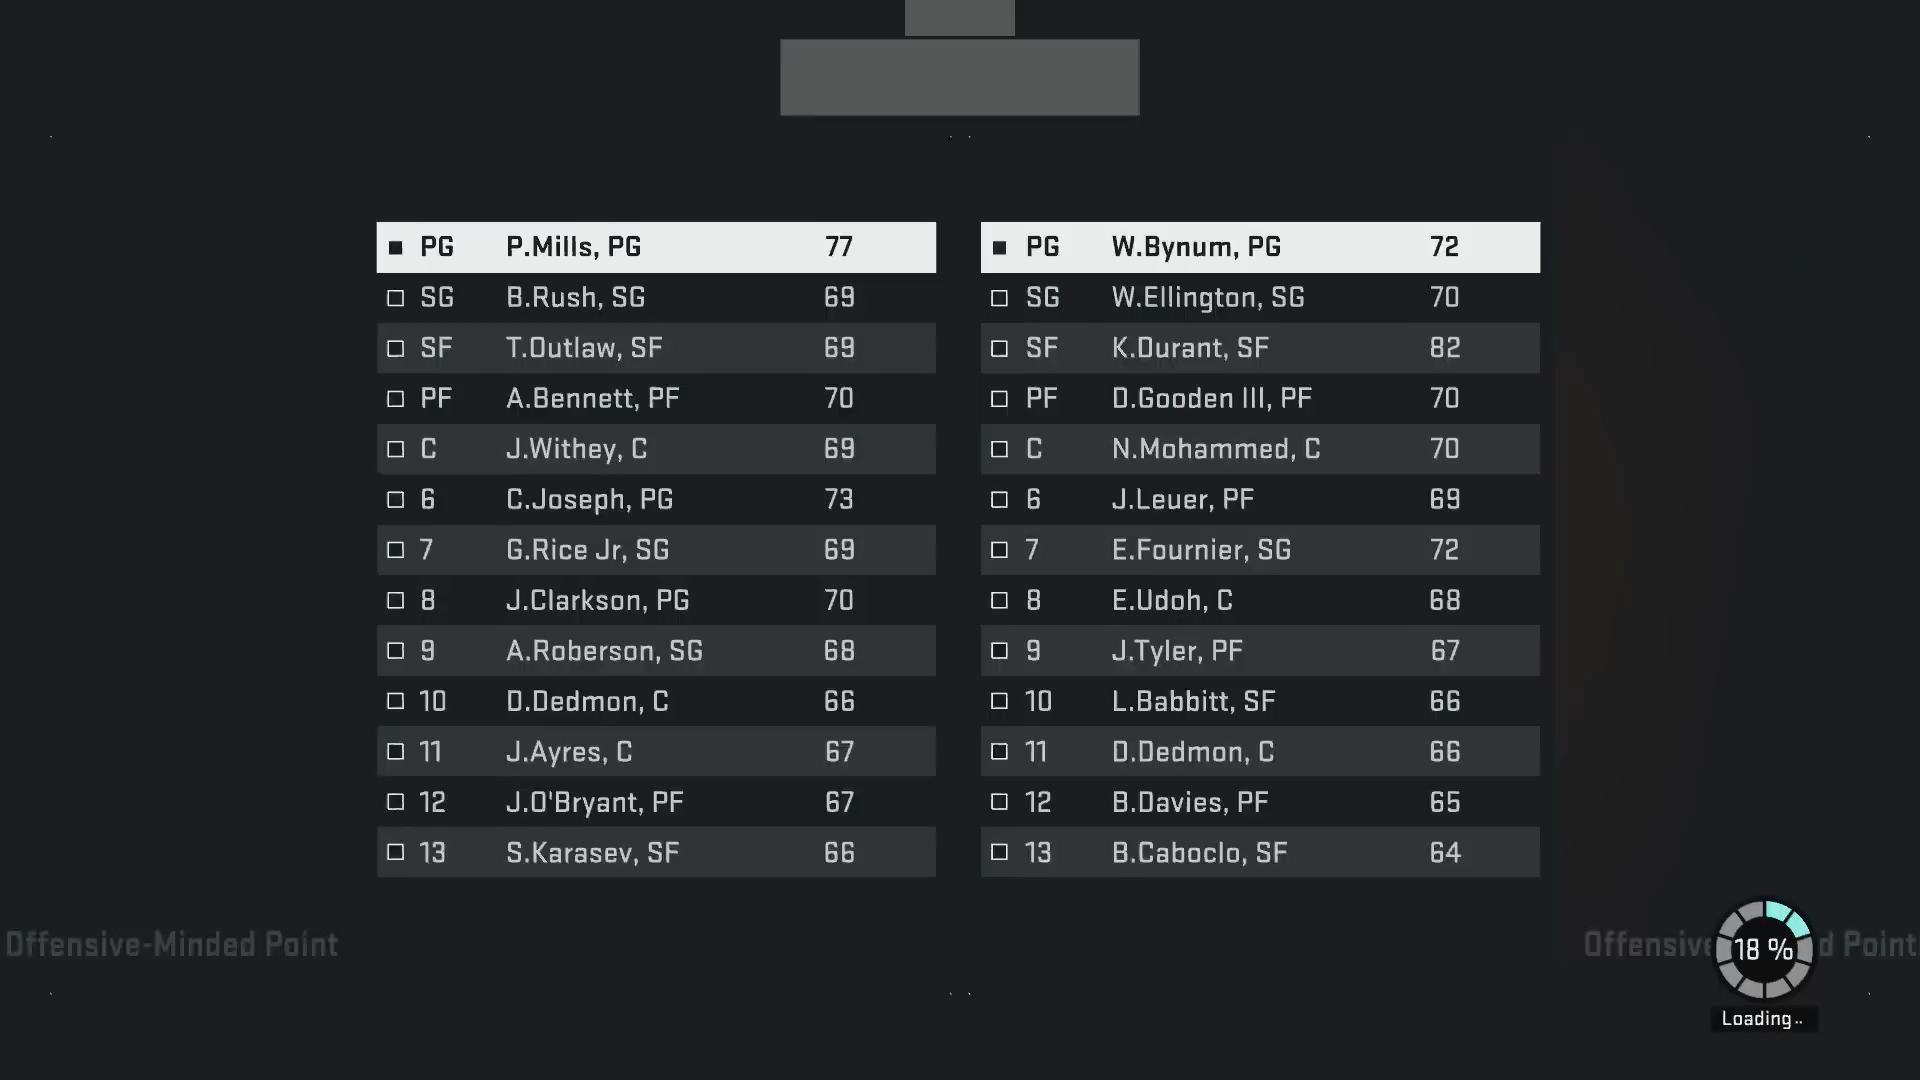 PG P.Mills, PG 77
SG B.Rush, SG 69
SF T.Outlaw, SF 69
PF A.Bennett, PF 70
C J.Withey, C 69
6 C.Joseph, PG 73
7 G.Rice Jr, SG 69
8 J.Clarkson, PG 70
9 A.Roberson, SG 68
10 D.Dedmon, C 66
11 J.Ayres, C 67
12 J.O'Bryant, PF 67
13 S.Karasev, SF 66
PG W.Bynum, PG 72
SG W.Ellington, SG 70
SF K.Durant, SF 82
PF D.Gooden III, PF 70
C N.Mohammed, C 70
6 J.Leuer, PF 69
7 E.Fournier, SG 72
8 E.Udoh, C 68
9 J.Tyler, PF 67
10 L.Babbitt, SF 66
11 D.Dedmon, C 66
12 B.Davies, PF 65
13 B.Caboclo, SF 64
Offensive-Minded Point
Offensive d Point
18 %
Loading..